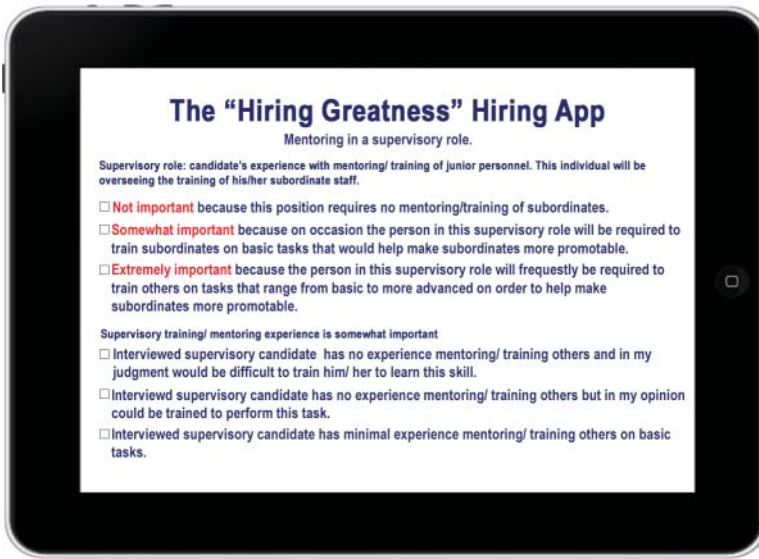 The “Hiring Greatness” Hiring App
Mentoring in a supervisory role.
Supervisory role: candidate's experience with mentoring/ training of junior personnel. This individual will be
overseeing the training of his/her subordinate staff.
Not important because this position requires no mentoring/training of subordinates.
Somewhat important because on occasion the person in this supervisory role will be required to
train subordinates on basic tasks that would help make subordinates more promotable.
Extremely important because the person in this supervisory role will frequestly be required to
train others on tasks that range from basic to more advanced on order to help make
subordinates more promotable.
Supervisory training/ mentoring experience is somewhat important
Interviewed supervisory candidate has no experience mentoring/ training others and in my
judgment would be difficult to train him/ her to learn this skill.
Interviewd supervisory candidate has no experience mentoring/ training others but in my opinion
could be trained to perform this task.
Interviewed supervisory candidate has minimal experience mentoring/ training others on basic
tasks.